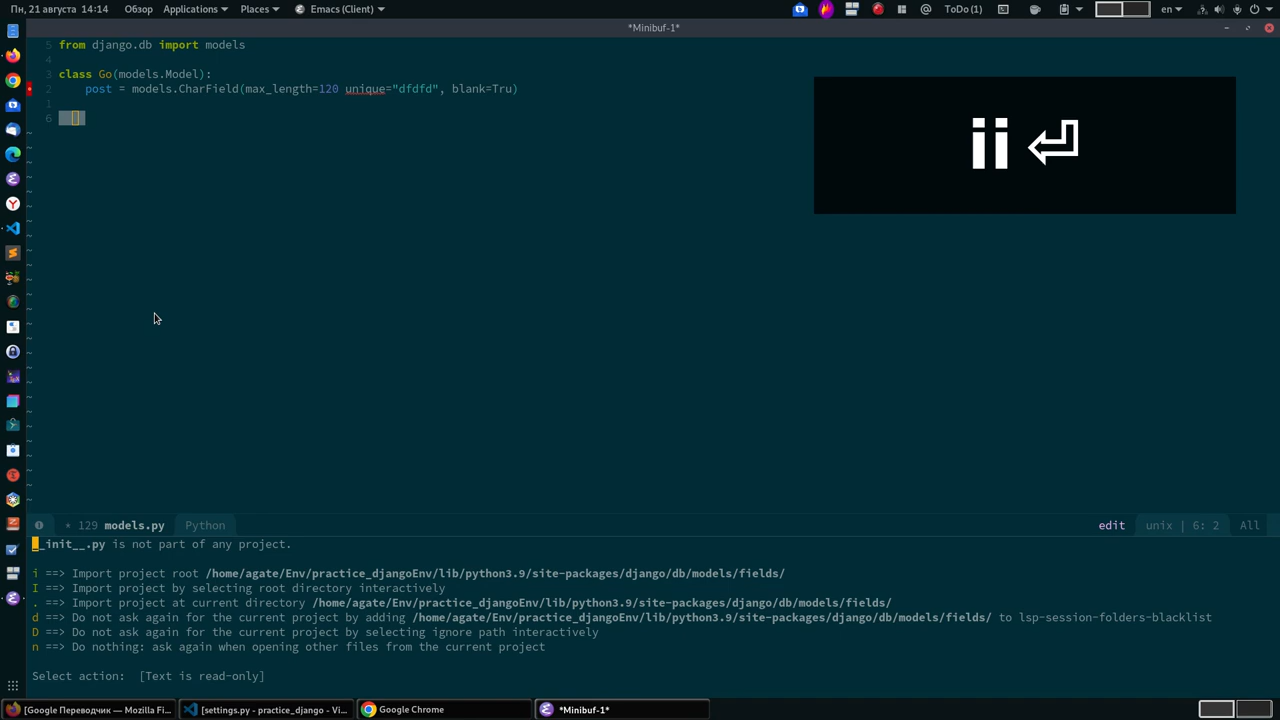 Пн, 21 августа 14:14 Обзор Applications Places Emacs (Client) ToDo (1) en
*Minibuf-1*
5 from django.db import models
4
3 class Go(models.Model):
2 post = models.CharField(max_length=120 unique="dfdfd", blank=Tru)
1
6
ii ⏎
* 129 models.py Python edit unix | 6: 2 All
__init__.py is not part of any project.
i ==> Import project root /home/agate/Env/practice_djangoEnv/lib/python3.9/site-packages/django/db/models/fields/
I ==> Import project by selecting root directory interactively
. ==> Import project at current directory /home/agate/Env/practice_djangoEnv/lib/python3.9/site-packages/django/db/models/fields/
d ==> Do not ask again for the current project by adding /home/agate/Env/practice_djangoEnv/lib/python3.9/site-packages/django/db/models/fields/ to lsp-session-folders-blacklist
D ==> Do not ask again for the current project by selecting ignore path interactively
n ==> Do nothing: ask again when opening other files from the current project
Select action: [Text is read-only]
[Google Переводчик — Mozilla Fi... [settings.py - practice_django - Vi... Google Chrome *Minibuf-1*